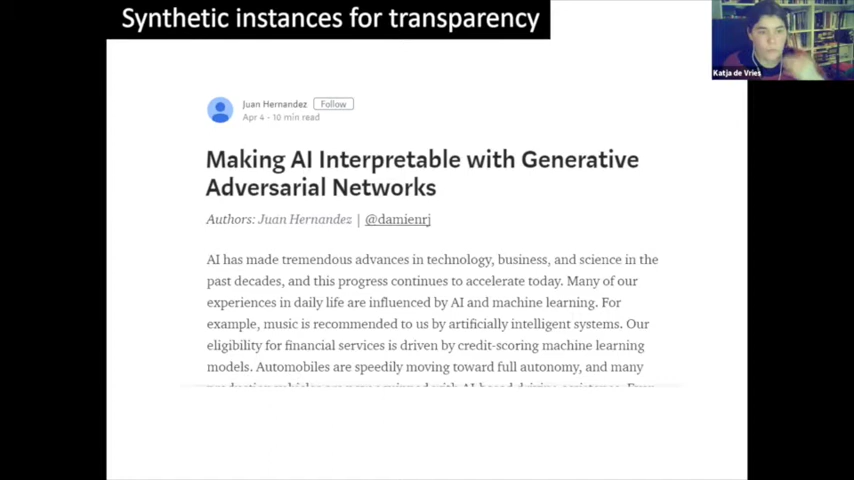 Synthetic instances for transparency
Katja de Vries
Juan Hernandez Follow
Apr 4 - 10 min read
Making AI Interpretable with Generative
Adversarial Networks
Authors: Juan Hernandez | @damienrj
AI has made tremendous advances in technology, business, and science in the
past decades, and this progress continues to accelerate today. Many of our
experiences in daily life are influenced by AI and machine learning. For
example, music is recommended to us by artificially intelligent systems. Our
eligibility for financial services is driven by credit-scoring machine learning
models. Automobiles are speedily moving toward full autonomy, and many